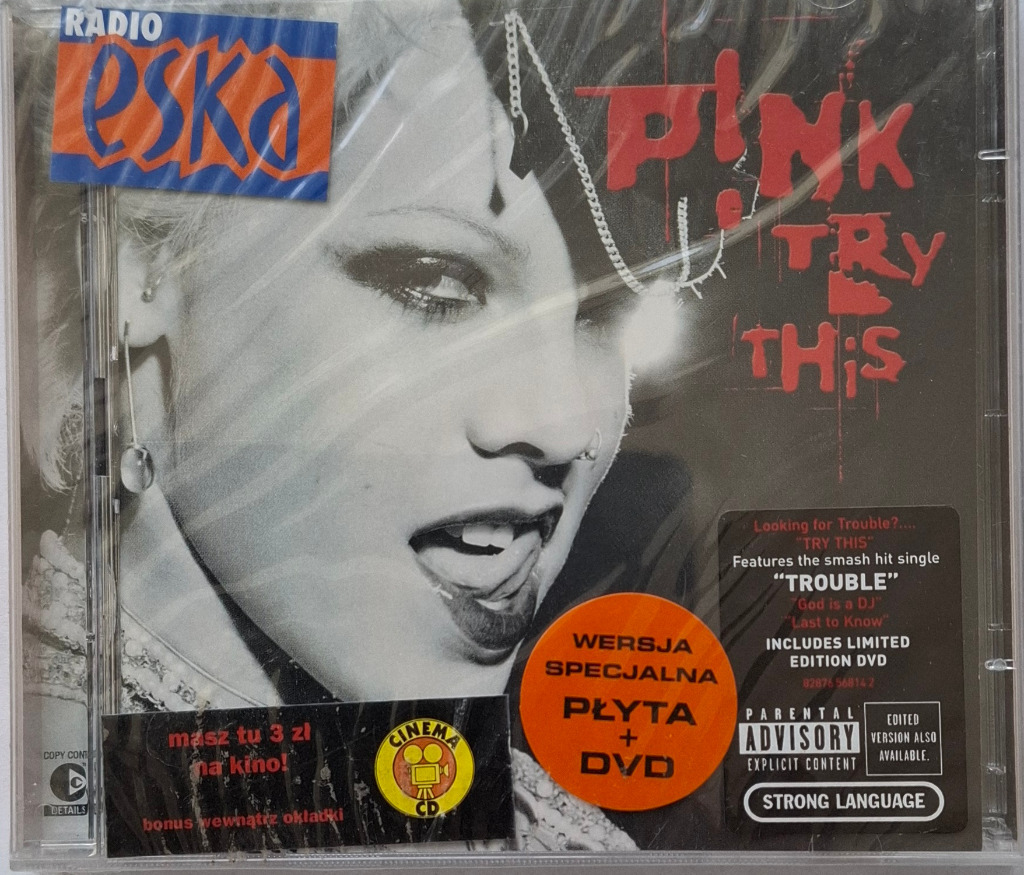 RADIO
eska
P!NK
TRY
THiS
Looking for Trouble?....
"TRY THIS"
Features the smash hit single
"TROUBLE"
"God is a DJ"
"Last to Know"
INCLUDES LIMITED
EDITION DVD
82876 56814 2
PARENTAL
ADVISORY
EXPLICIT CONTENT
EDITED
VERSION ALSO
AVAILABLE.
STRONG LANGUAGE
WERSJA
SPECJALNA
PŁYTA
+
DVD
masz tu 3 zł
na kino!
bonus wewnątrz okładki
CINEMA
CD
COPY CONT
DETAILS